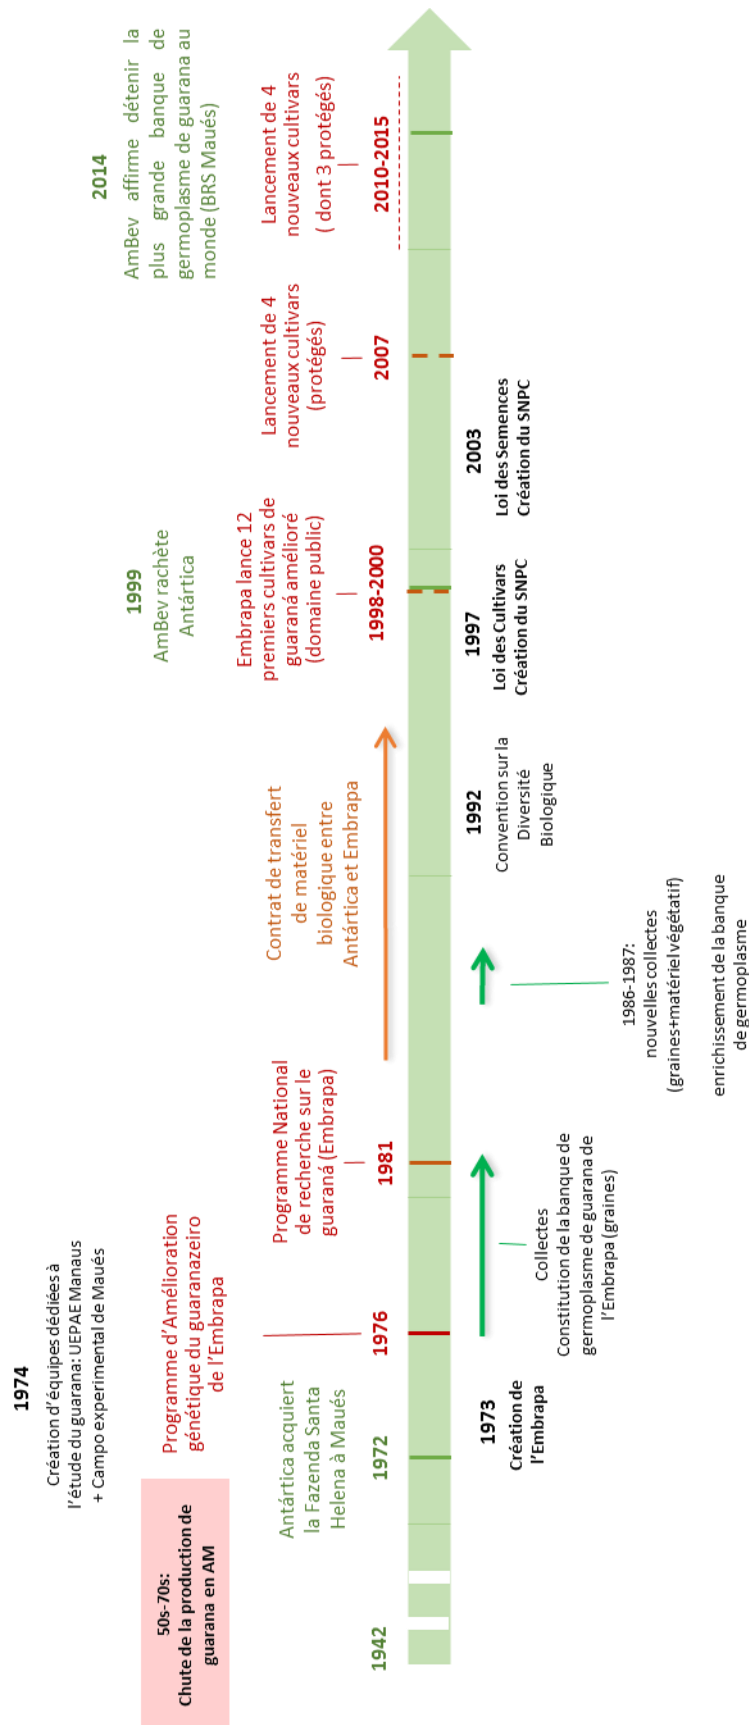 1974
Création d'équipes dédiées à
l'étude du guarana: UEPAE Manaus
+ Campo experimental de Maués
50s-70s:
Chute de la production de
guarana en AM
Programme d'Amélioration
génétique du guaranazeiro
de l'Embrapa
1999
AmBev rachète
Antártica
2014
AmBev affirme détenir la
plus grande banque de
germoplasme de guarana au
monde (BRS Maués)
Antártica acquiert
la Fazenda Santa
Helena à Maués
Programme National
de recherche sur le
guaraná (Embrapa)
Contrat de transfert
de matériel
biologique entre
Antártica et Embrapa
Embrapa lance 12
premiers cultivars de
guaraná amélioré
(domaine public)
Lancement de 4
nouveaux cultivars
(protégés)
Lancement de 4
nouveaux cultivars
( dont 3 protégés)
1942
1972
1976
1981
1998-2000
2007
2010-2015
1973
Création de
l'Embrapa
Collectes
Constitution de la banque de
germoplasme de guarana de
l'Embrapa (graines)
1986-1987:
nouvelles collectes
(graines+matériel végétatif)
enrichissement de la banque
de germoplasme
1992
Convention sur la
Diversité
Biologique
1997
Loi des Cultivars
Création du SNPC
2003
Loi des Semences
Création du SNPC